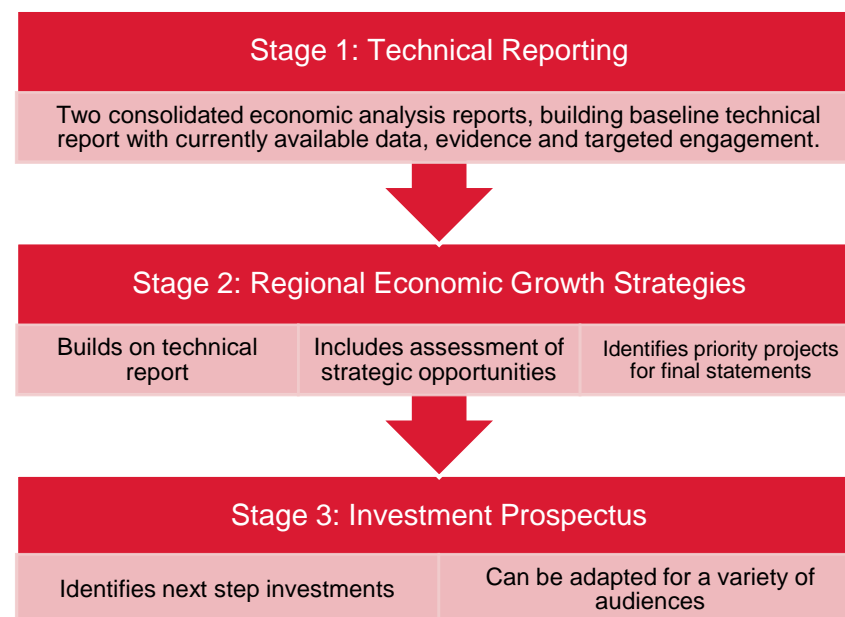 Stage 1: Technical Reporting
Two consolidated economic analysis reports, building baseline technical
report with currently available data, evidence and targeted engagement.
Stage 2: Regional Economic Growth Strategies
Builds on technical
report
Includes assessment of
strategic opportunities
Identifies priority projects
for final statements
Stage 3: Investment Prospectus
Identifies next step investments
Can be adapted for a variety of
audiences